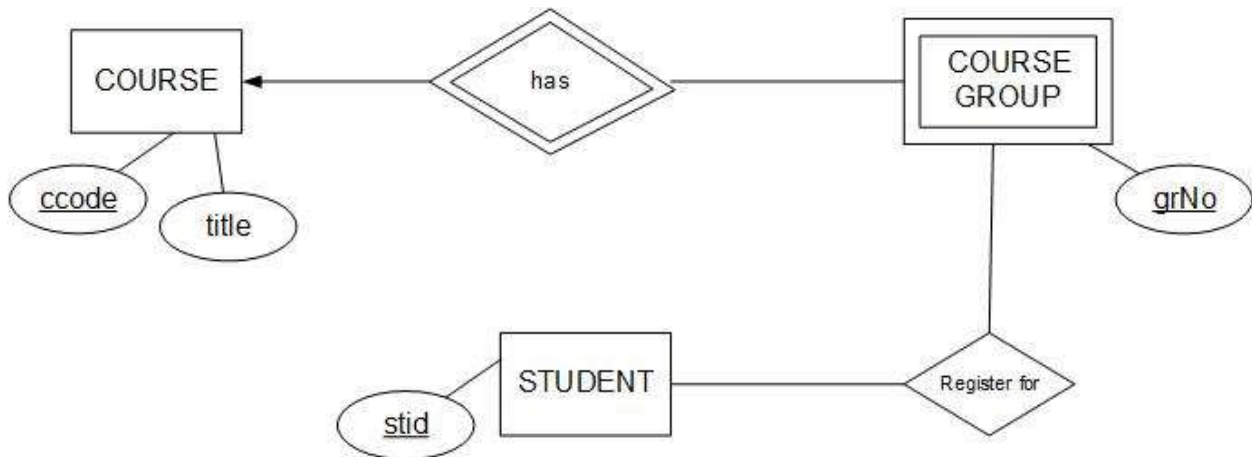 COURSE
has
COURSE
GROUP
ccode
title
grNo
STUDENT
Register for
stid